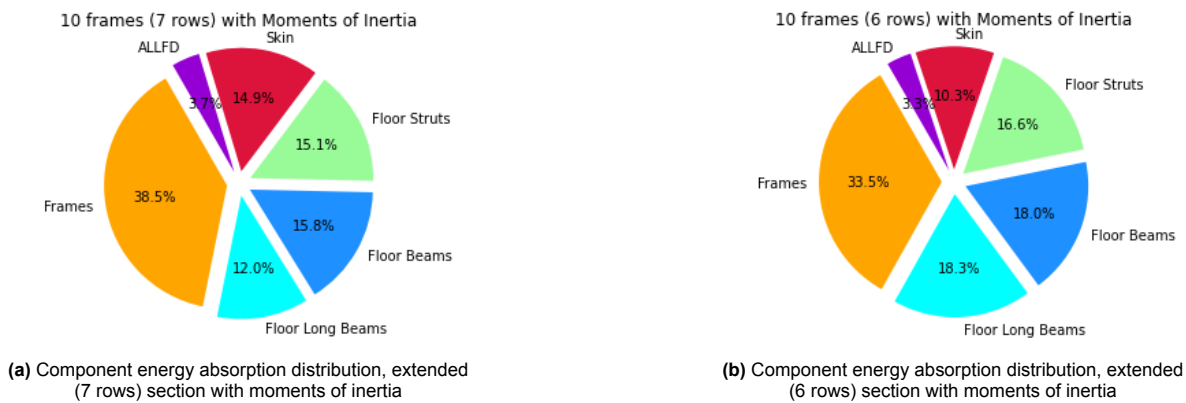 10 frames (7 rows) with Moments of Inertia
ALLFD
Skin
3.7%
14.9%
Floor Struts
15.1%
Frames
38.5%
15.8%
Floor Beams
12.0%
Floor Long Beams
(a) Component energy absorption distribution, extended
(7 rows) section with moments of inertia
10 frames (6 rows) with Moments of Inertia
ALLFD
Skin
3.3%
10.3%
Floor Struts
16.6%
Frames
33.5%
18.0%
Floor Beams
18.3%
Floor Long Beams
(b) Component energy absorption distribution, extended
(6 rows) section with moments of inertia